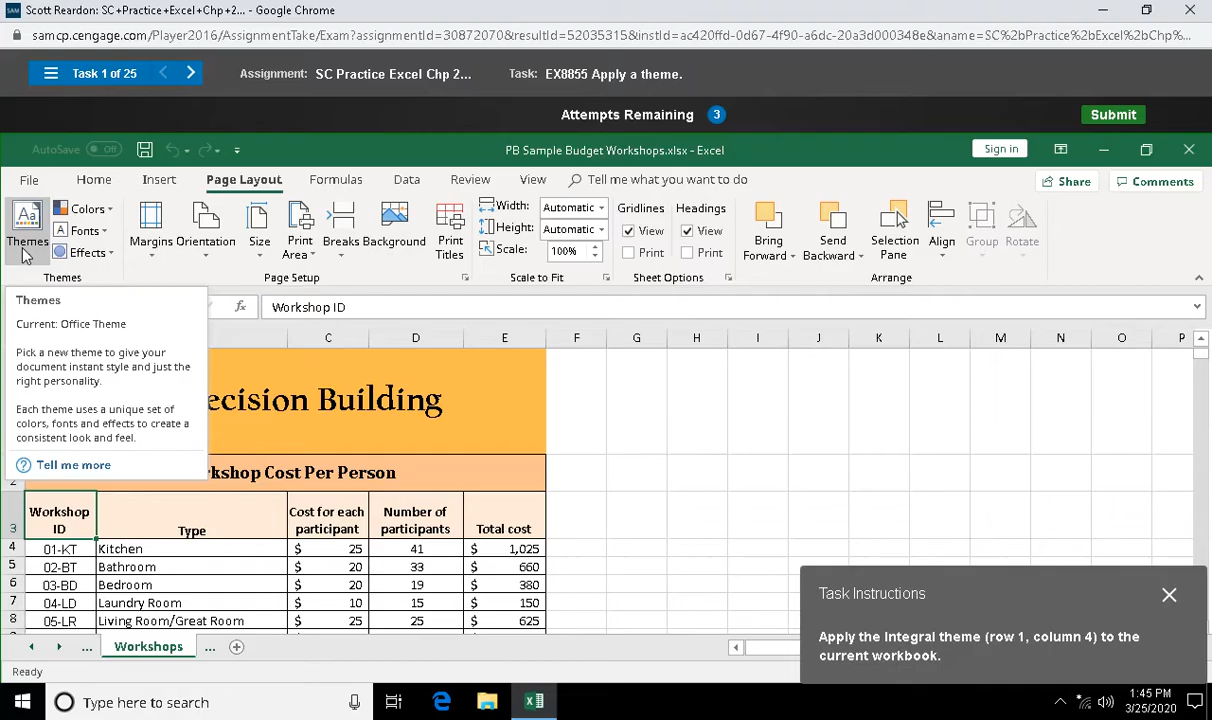 SAM Scott Reardon: SC+Practice+Excel+Chp+2... - Google Chrome
samcp.cengage.com/Player2016/AssignmentTake/Exam?assignmentId=30872070&resultId=52035315&instId=ac420ffd-0d67-4f90-a6dc-20a3d000348e&aname=SC%2bPractice%2bExcel%2bChp%...
Task 1 of 25 Assignment: SC Practice Excel Chp 2... Task: EX8855 Apply a theme.
Attempts Remaining 3 Submit
AutoSave Off PB Sample Budget Workshops.xlsx - Excel Sign in
File Home Insert Page Layout Formulas Data Review View Tell me what you want to do Share Comments
Aa Colors Width: Automatic Gridlines Headings
A Fonts Height: Automatic View View
Themes Effects Margins Orientation Size Print Area Breaks Background Print Titles Scale: 100% Print Print Bring Forward Send Backward Selection Pane Align Group Rotate
Themes Page Setup Scale to Fit Sheet Options Arrange
Themes
fx Workshop ID
Current: Office Theme
C D E F G H I J K L M N O P
Pick a new theme to give your
document instant style and just the
right personality.
ecision Building
Each theme uses a unique set of
colors, fonts and effects to create a
consistent look and feel.
? Tell me more
2 kshop Cost Per Person
3 Workshop ID Type Cost for each participant Number of participants Total cost
4 01-KT Kitchen $ 25 41 $ 1,025
5 02-BT Bathroom $ 20 33 $ 660
6 03-BD Bedroom $ 20 19 $ 380
7 04-LD Laundry Room $ 10 15 $ 150
8 05-LR Living Room/Great Room $ 25 25 $ 625
Task Instructions
Apply the Integral theme (row 1, column 4) to the
current workbook.
... Workshops ...
Ready
Type here to search 1:45 PM
3/25/2020